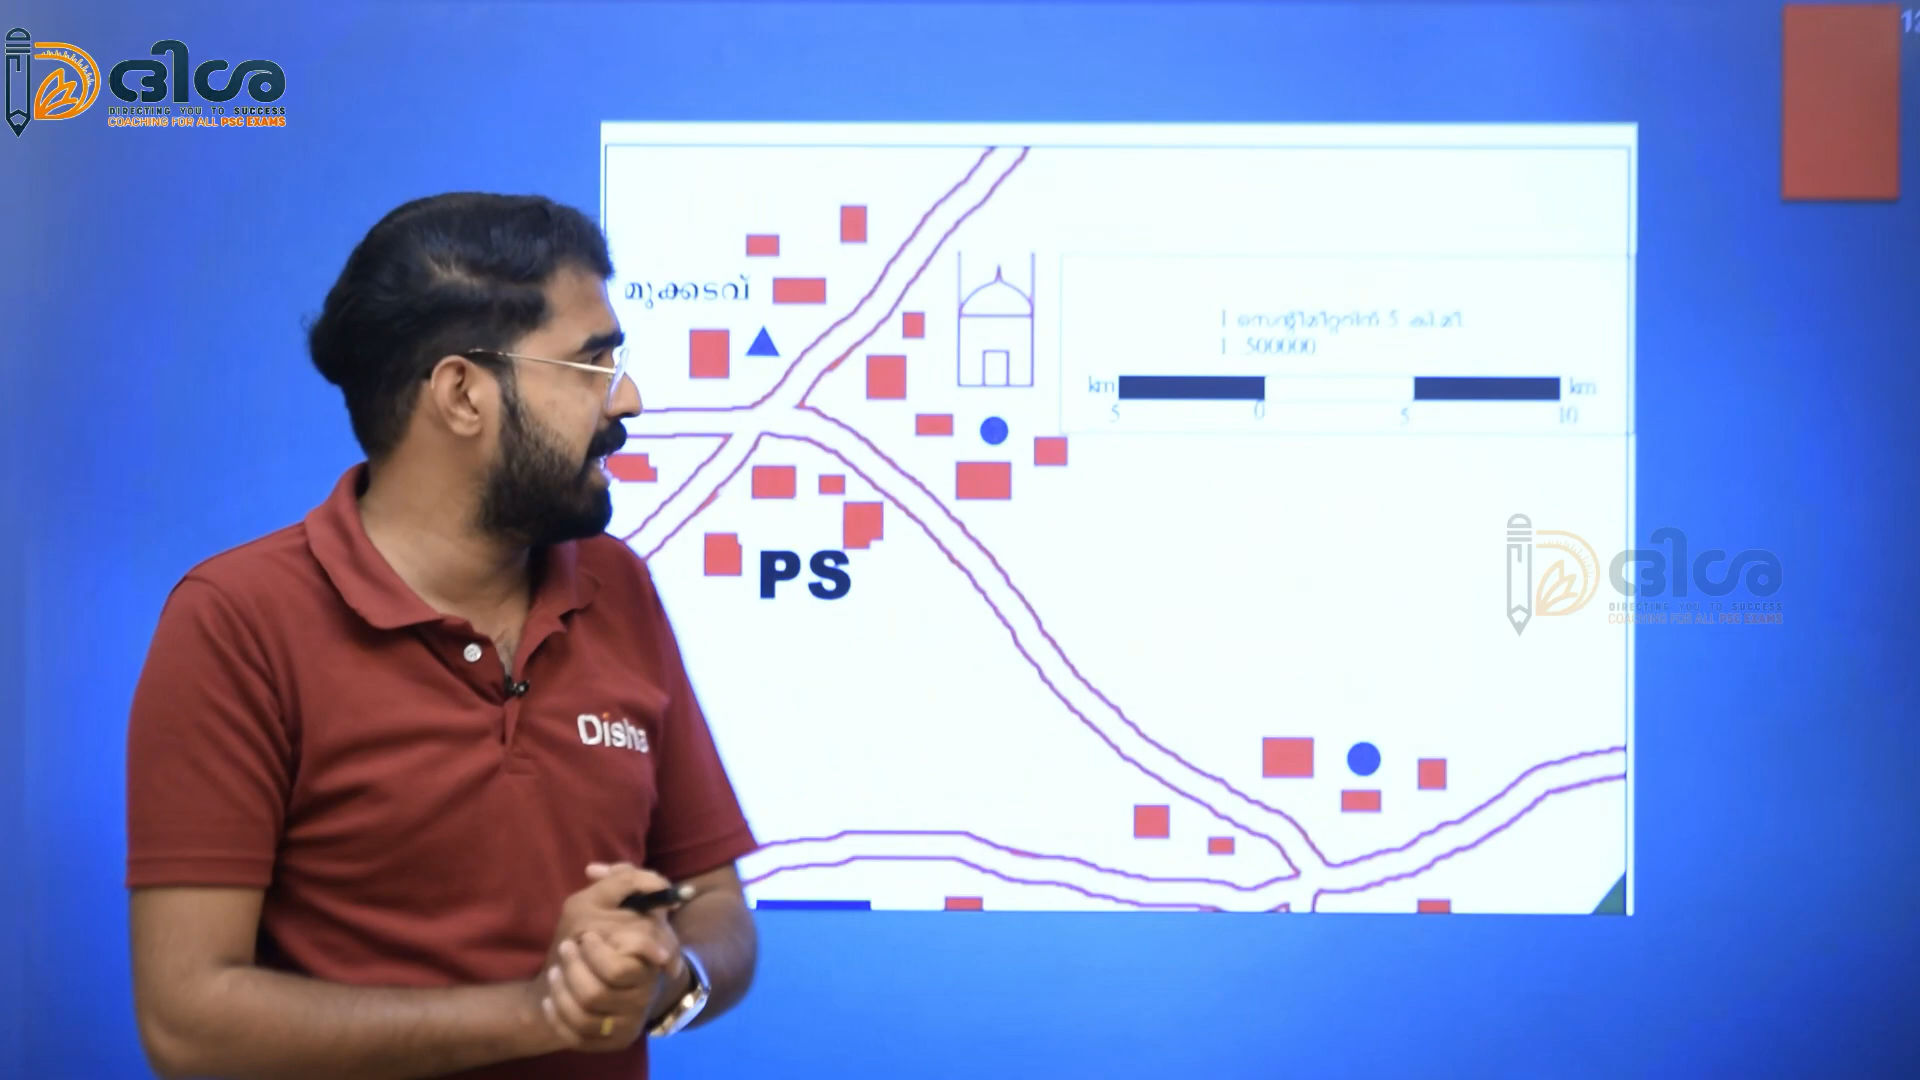 ദിശ
DIRECTING YOU TO SUCCESS
COACHING FOR ALL PSC EXAMS
12
മുക്കടവ്
1 സെന്റീമീറ്ററിന് 5 കി.മീ.
1 500000
km km
5 0 5 10
PS
ദിശ
DIRECTING YOU TO SUCCESS
COACHING FOR ALL PSC EXAMS
Disha